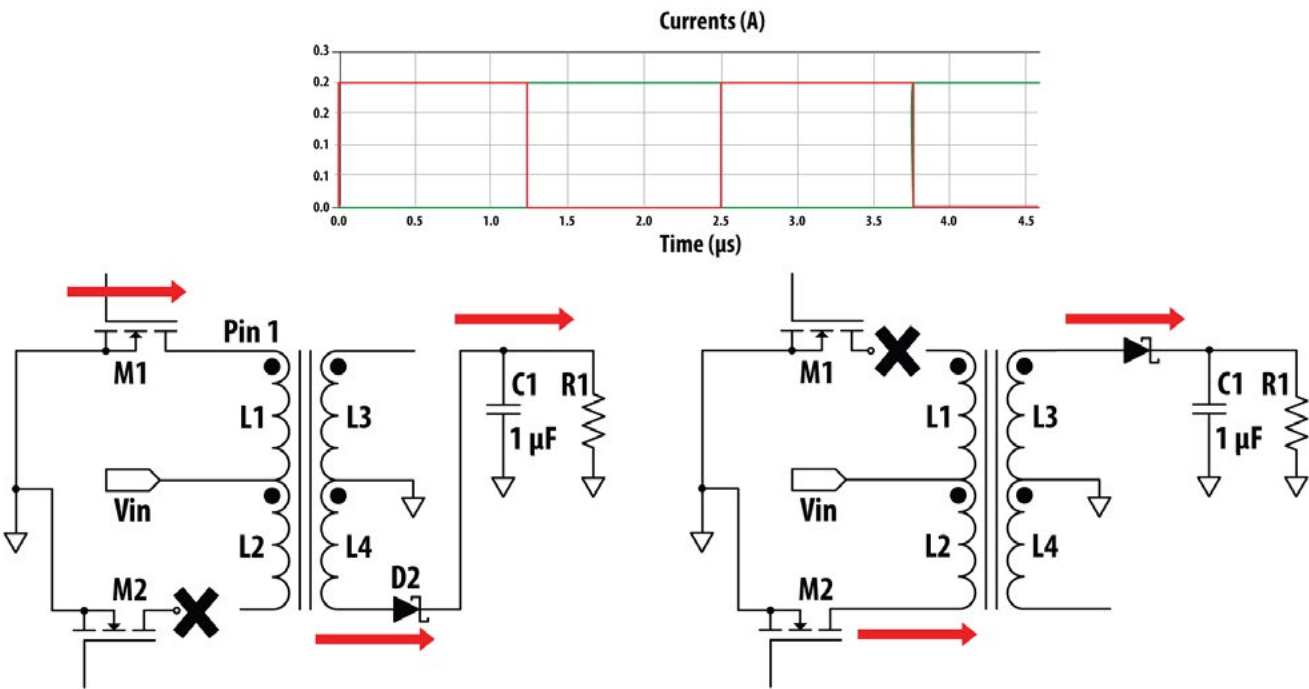 Currents (A)
0.3
0.2
0.2
0.1
0.1
0.0
0.0 0.5 1.0 1.5 2.0 2.5 3.0 3.5 4.0 4.5
Time (µs)
Pin 1
M1
L1
L3
C1
R1
1 µF
Vin
L2
L4
M2
D2
M1
L1
L3
C1
R1
1 µF
Vin
L2
L4
M2